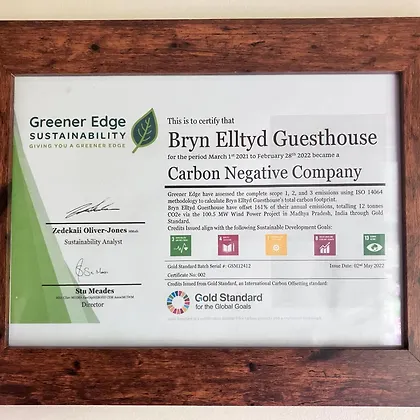 Greener Edge
SUSTAINABILITY
GIVING YOU A GREENER EDGE
This is to certify that
Bryn Elltyd Guesthouse
for the period March 1st 2021 to February 28th 2022 became a
Carbon Negative Company
Greener Edge have assessed the complete scope 1, 2, and 3 emissions using ISO 14064
methodology to calculate Bryn Elltyd Guesthouse's total carbon footprint.
Bryn Elltyd Guesthouse have offset 161% of their annual emissions, totalling 12 tonnes
CO2e via the 100.5 MW Wind Power Project in Madhya Pradesh, India through Gold
Standard.
Credits Issued align with the following Sustainable Development Goals:
Zedekaii Oliver-Jones
Sustainability Analyst
Stu Meades
Director
Gold Standard Batch Serial #: GSM12412
Issue Date: 02nd May 2022
Certificate No: 002
Credits Issued from Gold Standard, an International Carbon Offsetting standard:
Gold Standard
for the Global Goals